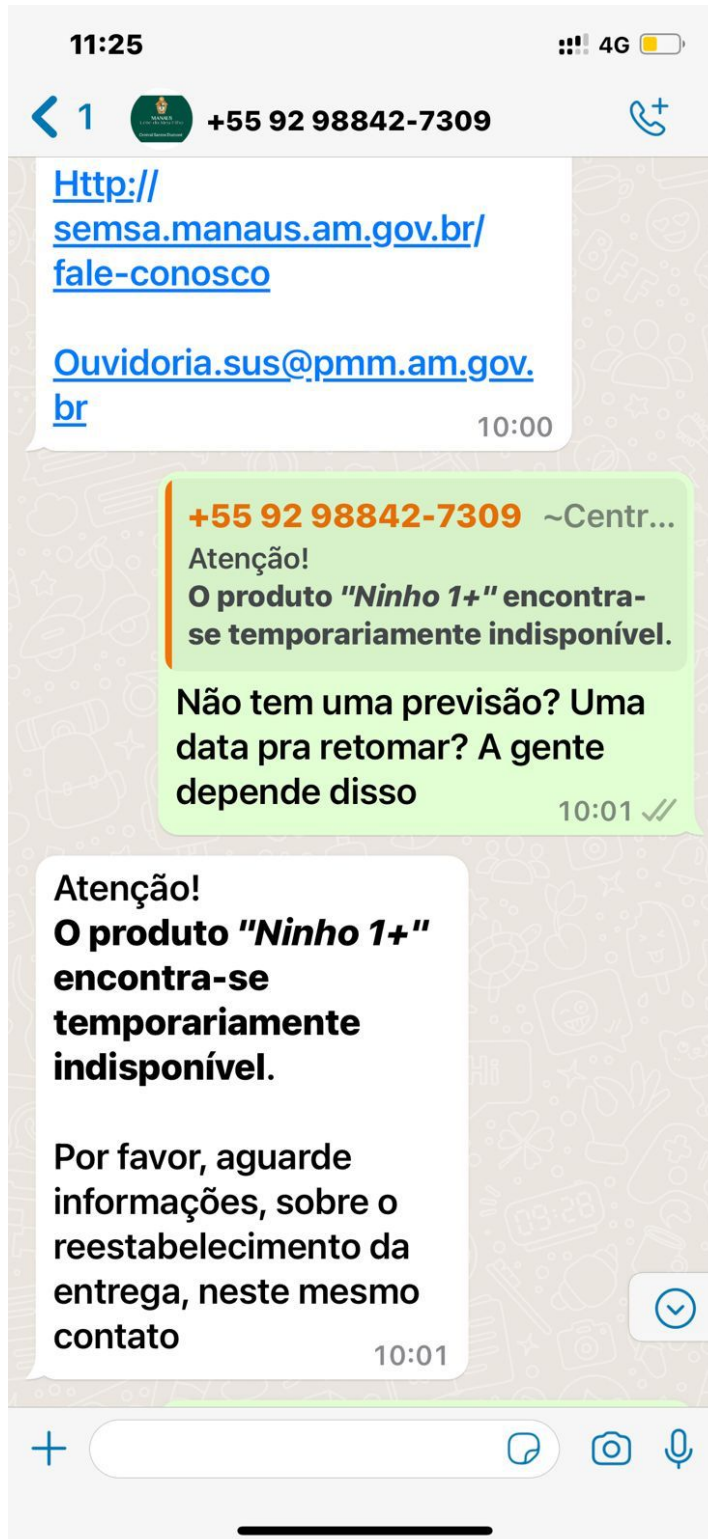 11:25
4G
1
+55 92 98842-7309
Http://
semsa.manaus.am.gov.br/
fale-conosco
Ouvidoria.sus@pmm.am.gov.
br
10:00
+55 92 98842-7309 ~Centr...
Atenção!
O produto "Ninho 1+" encontra-
se temporariamente indisponível.
Não tem uma previsão? Uma
data pra retomar? A gente
depende disso
10:01
Atenção!
O produto "Ninho 1+"
encontra-se
temporariamente
indisponível.
Por favor, aguarde
informações, sobre o
reestabelecimento da
entrega, neste mesmo
contato
10:01